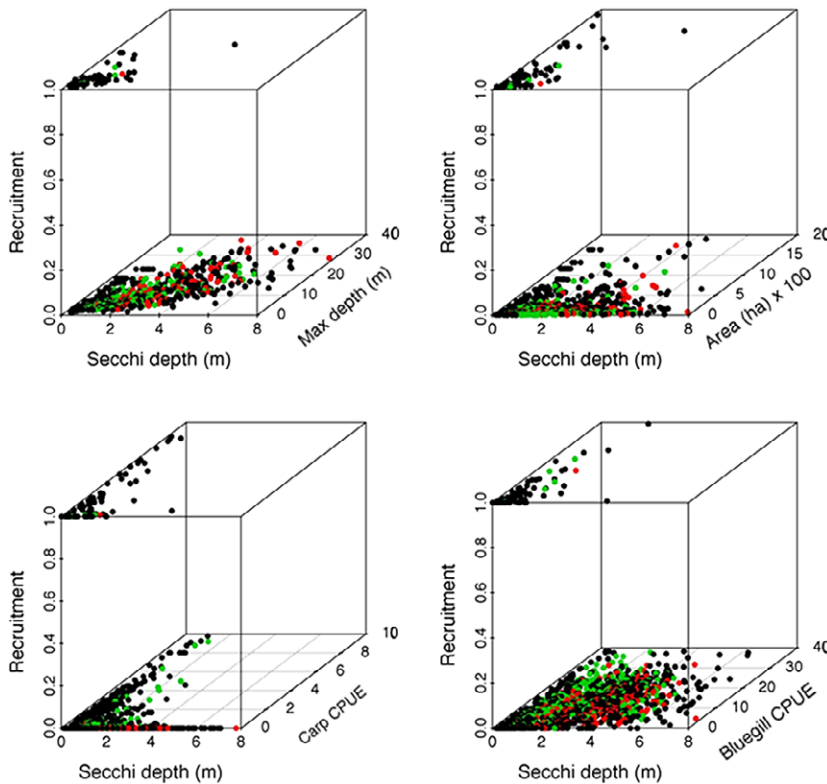 1.0
0.8
0.6
0.4
0.2
0.0
Recruitment
0 2 4 6 8
Secchi depth (m)
0 10 20 30 40
Max depth (m)
1.0
0.8
0.6
0.4
0.2
0.0
Recruitment
0 2 4 6 8
Secchi depth (m)
0 5 10 15 20
Area (ha) x 100
1.0
0.8
0.6
0.4
0.2
0.0
Recruitment
0 2 4 6 8
Secchi depth (m)
0 2 4 6 8 10
Carp CPUE
1.0
0.8
0.6
0.4
0.2
0.0
Recruitment
0 2 4 6 8
Secchi depth (m)
0 10 20 30 40
Bluegill CPUE